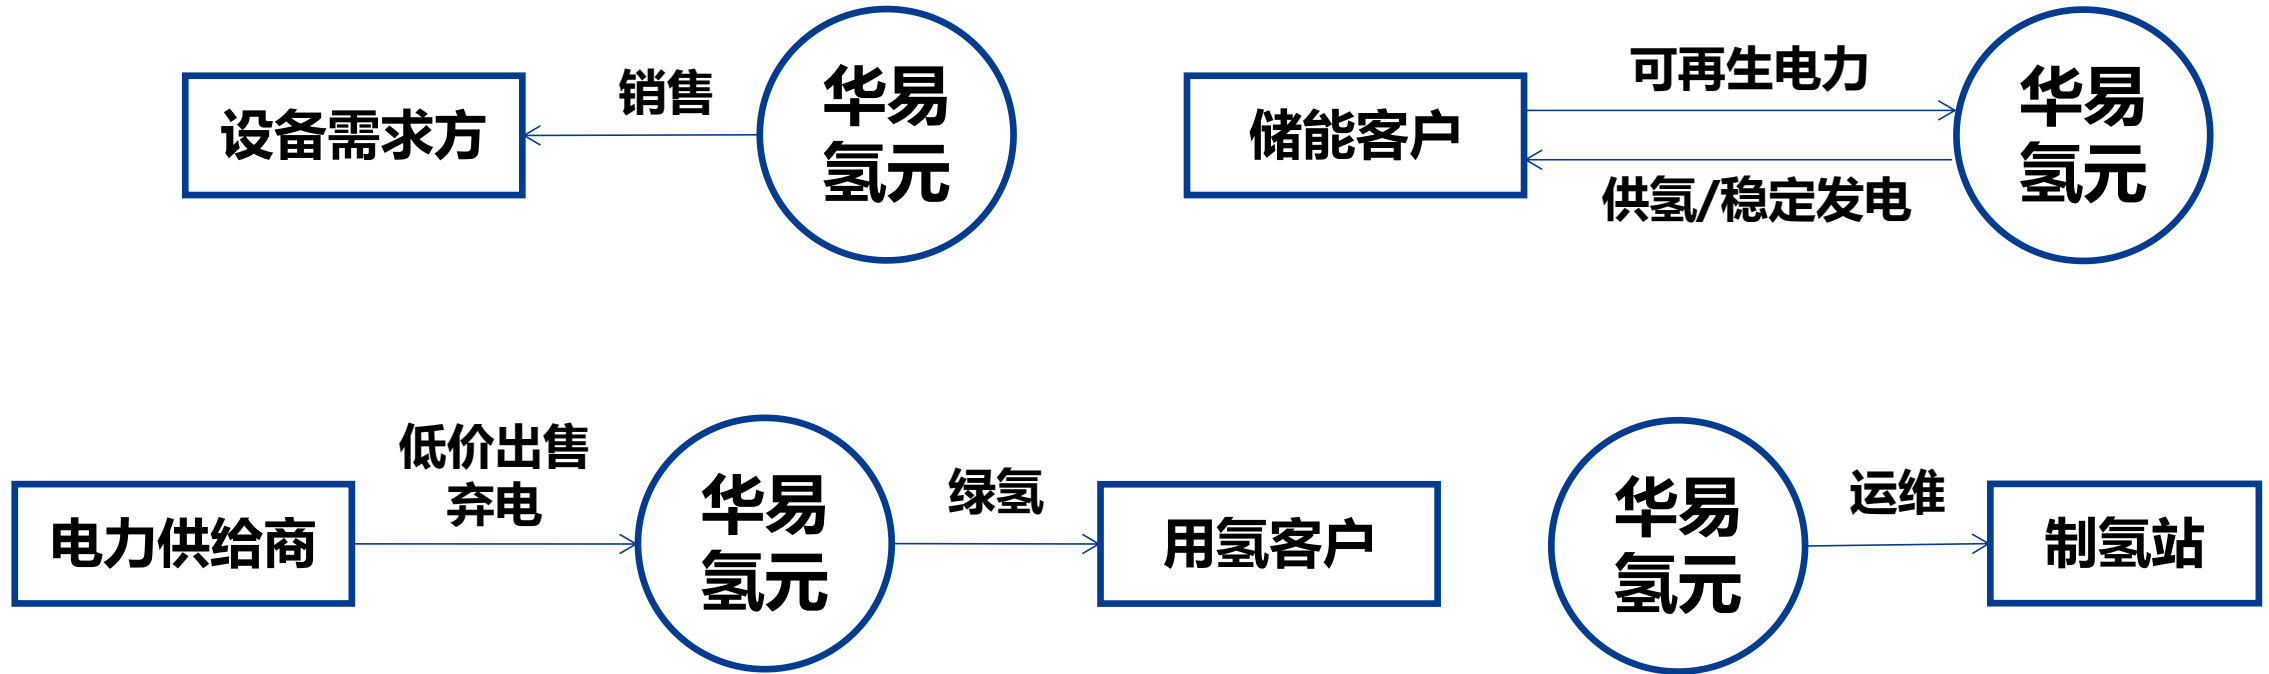 设备需求方
销售
华易
氢元
储能客户
可再生电力
供氢/稳定发电
华易
氢元
电力供给商
低价出售
弃电
华易
氢元
绿氢
用氢客户
华易
氢元
运维
制氢站